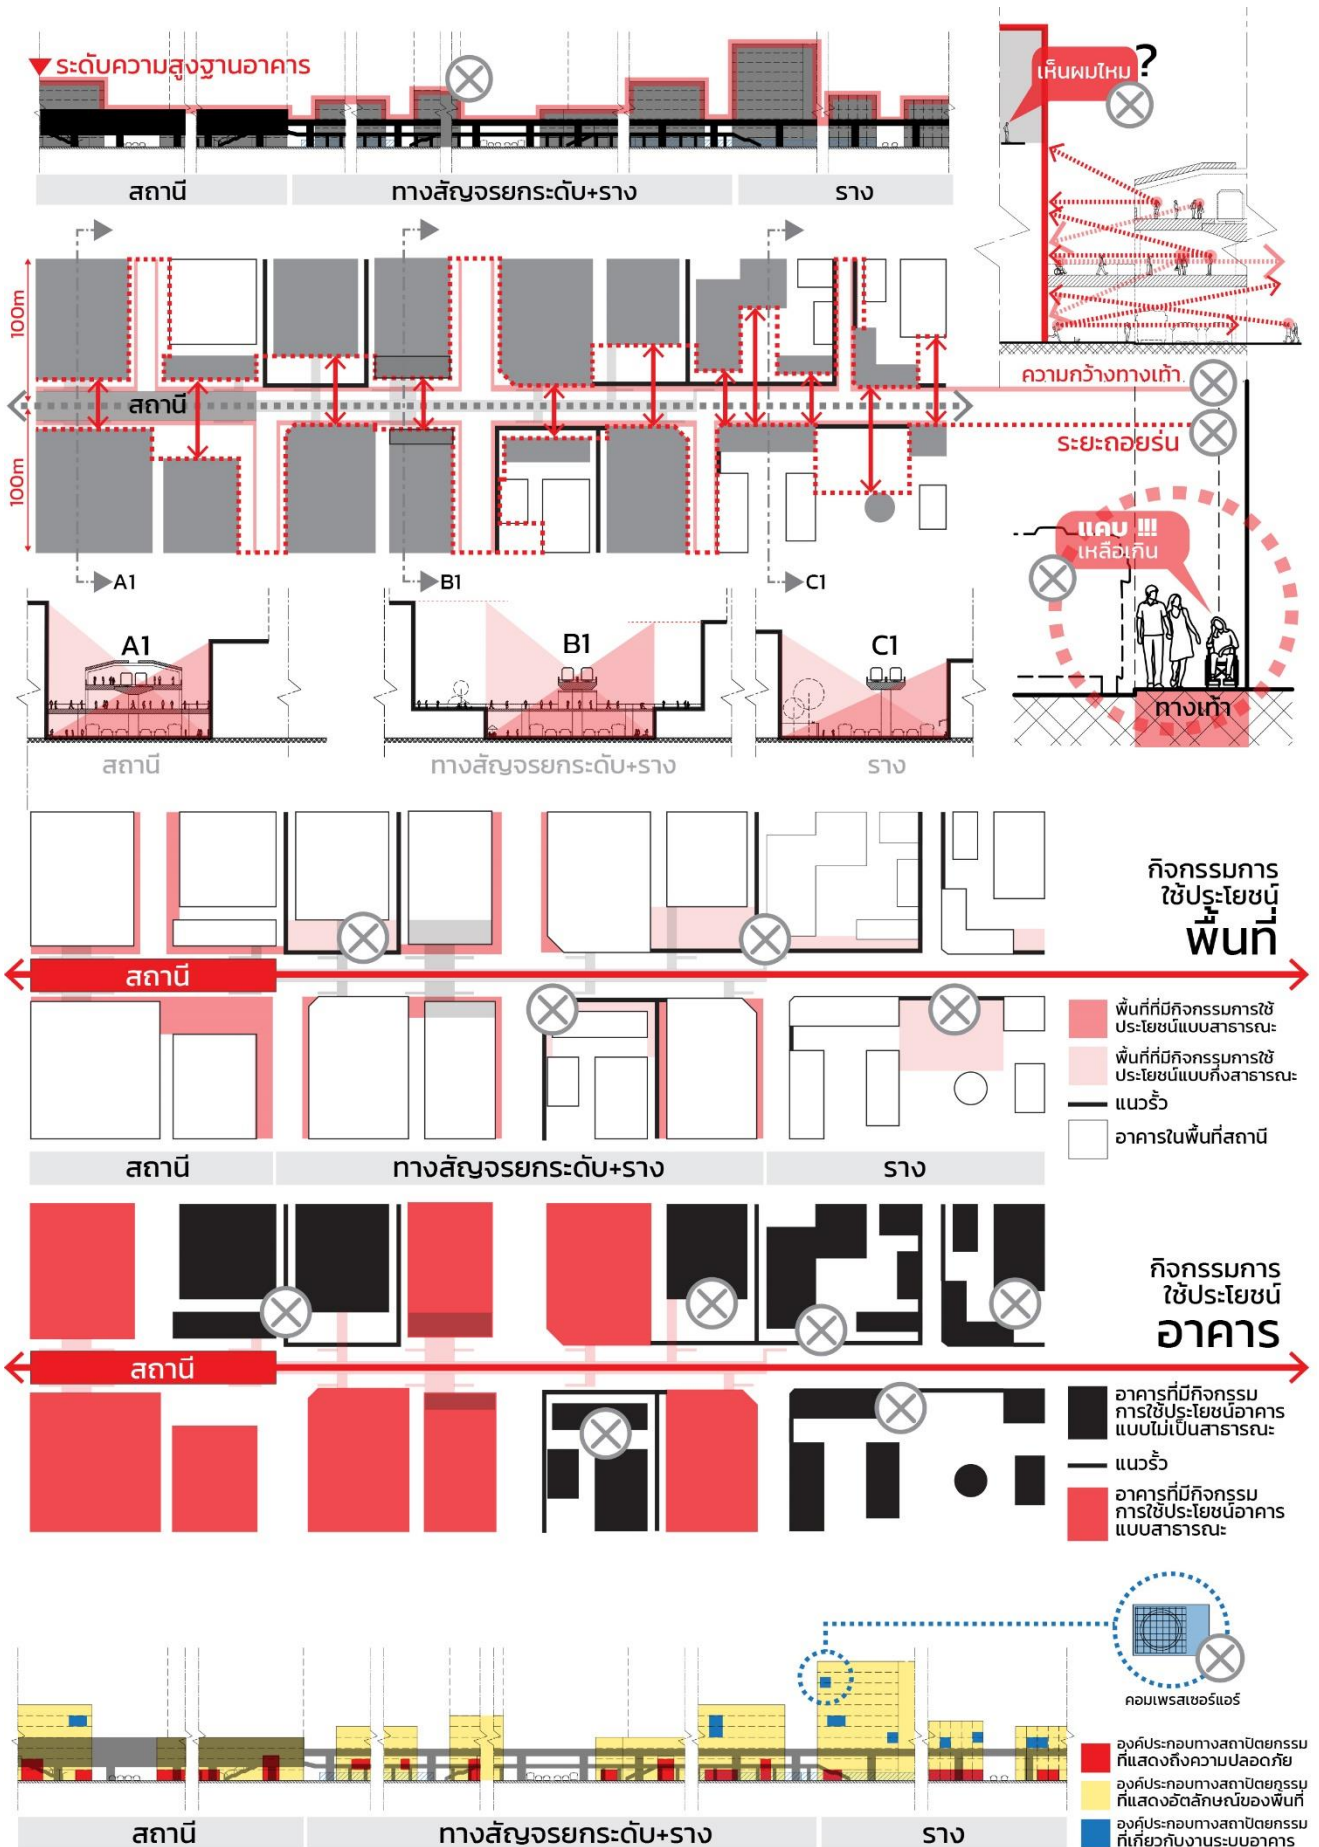 ระดับความสูงฐานอาคาร
เห็นผมไหม
?
สถานี
ทางสัญจรยกระดับ+ราง
ราง
100m
สถานี
100m
ความกว้างทางเท้า
ระยะถอยร่น
A1
B1
C1
แคบ !!!
เหลือเกิน
ทางเท้า
A1
B1
C1
สถานี
ทางสัญจรยกระดับ+ราง
ราง
กิจกรรมการ
ใช้ประโยชน์
พื้นที่
สถานี
พื้นที่ที่มีกิจกรรมการใช้
ประโยชน์แบบสาธารณะ
พื้นที่ที่มีกิจกรรมการใช้
ประโยชน์แบบกึ่งสาธารณะ
แนวรั้ว
อาคารในพื้นที่สถานี
สถานี
ทางสัญจรยกระดับ+ราง
ราง
กิจกรรมการ
ใช้ประโยชน์
อาคาร
สถานี
อาคารที่มีกิจกรรม
การใช้ประโยชน์อาคาร
แบบไม่เป็นสาธารณะ
แนวรั้ว
อาคารที่มีกิจกรรม
การใช้ประโยชน์อาคาร
แบบสาธารณะ
คอมเพรสเซอร์แอร์
องค์ประกอบทางสถาปัตยกรรม
ที่แสดงถึงความปลอดภัย
องค์ประกอบทางสถาปัตยกรรม
ที่แสดงอัตลักษณ์ของพื้นที่
องค์ประกอบทางสถาปัตยกรรม
ที่เกี่ยวกับงานระบบอาคาร
สถานี
ทางสัญจรยกระดับ+ราง
ราง